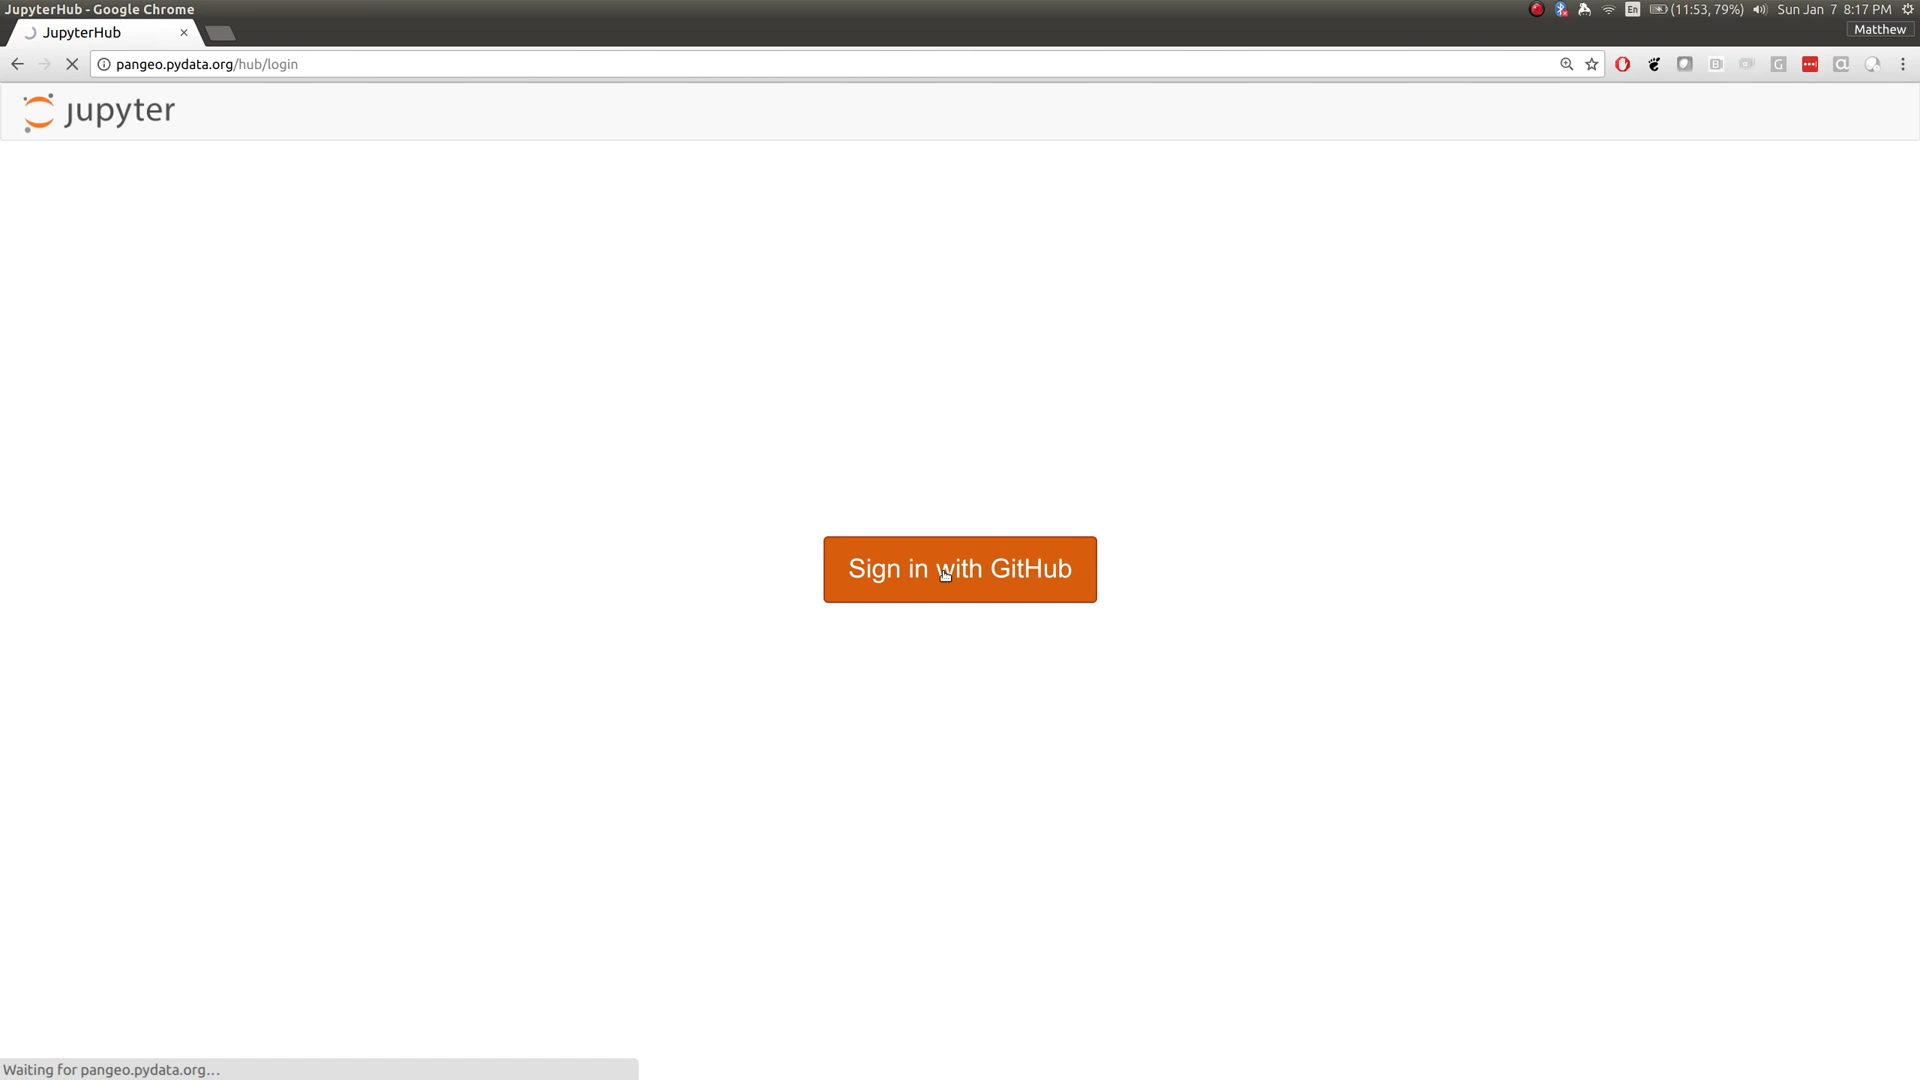 JupyterHub - Google Chrome
En
(11:53, 79%)
Sun Jan 7 8:17 PM
JupyterHub
Matthew
pangeo.pydata.org/hub/login
jupyter
Sign in with GitHub
Waiting for pangeo.pydata.org...